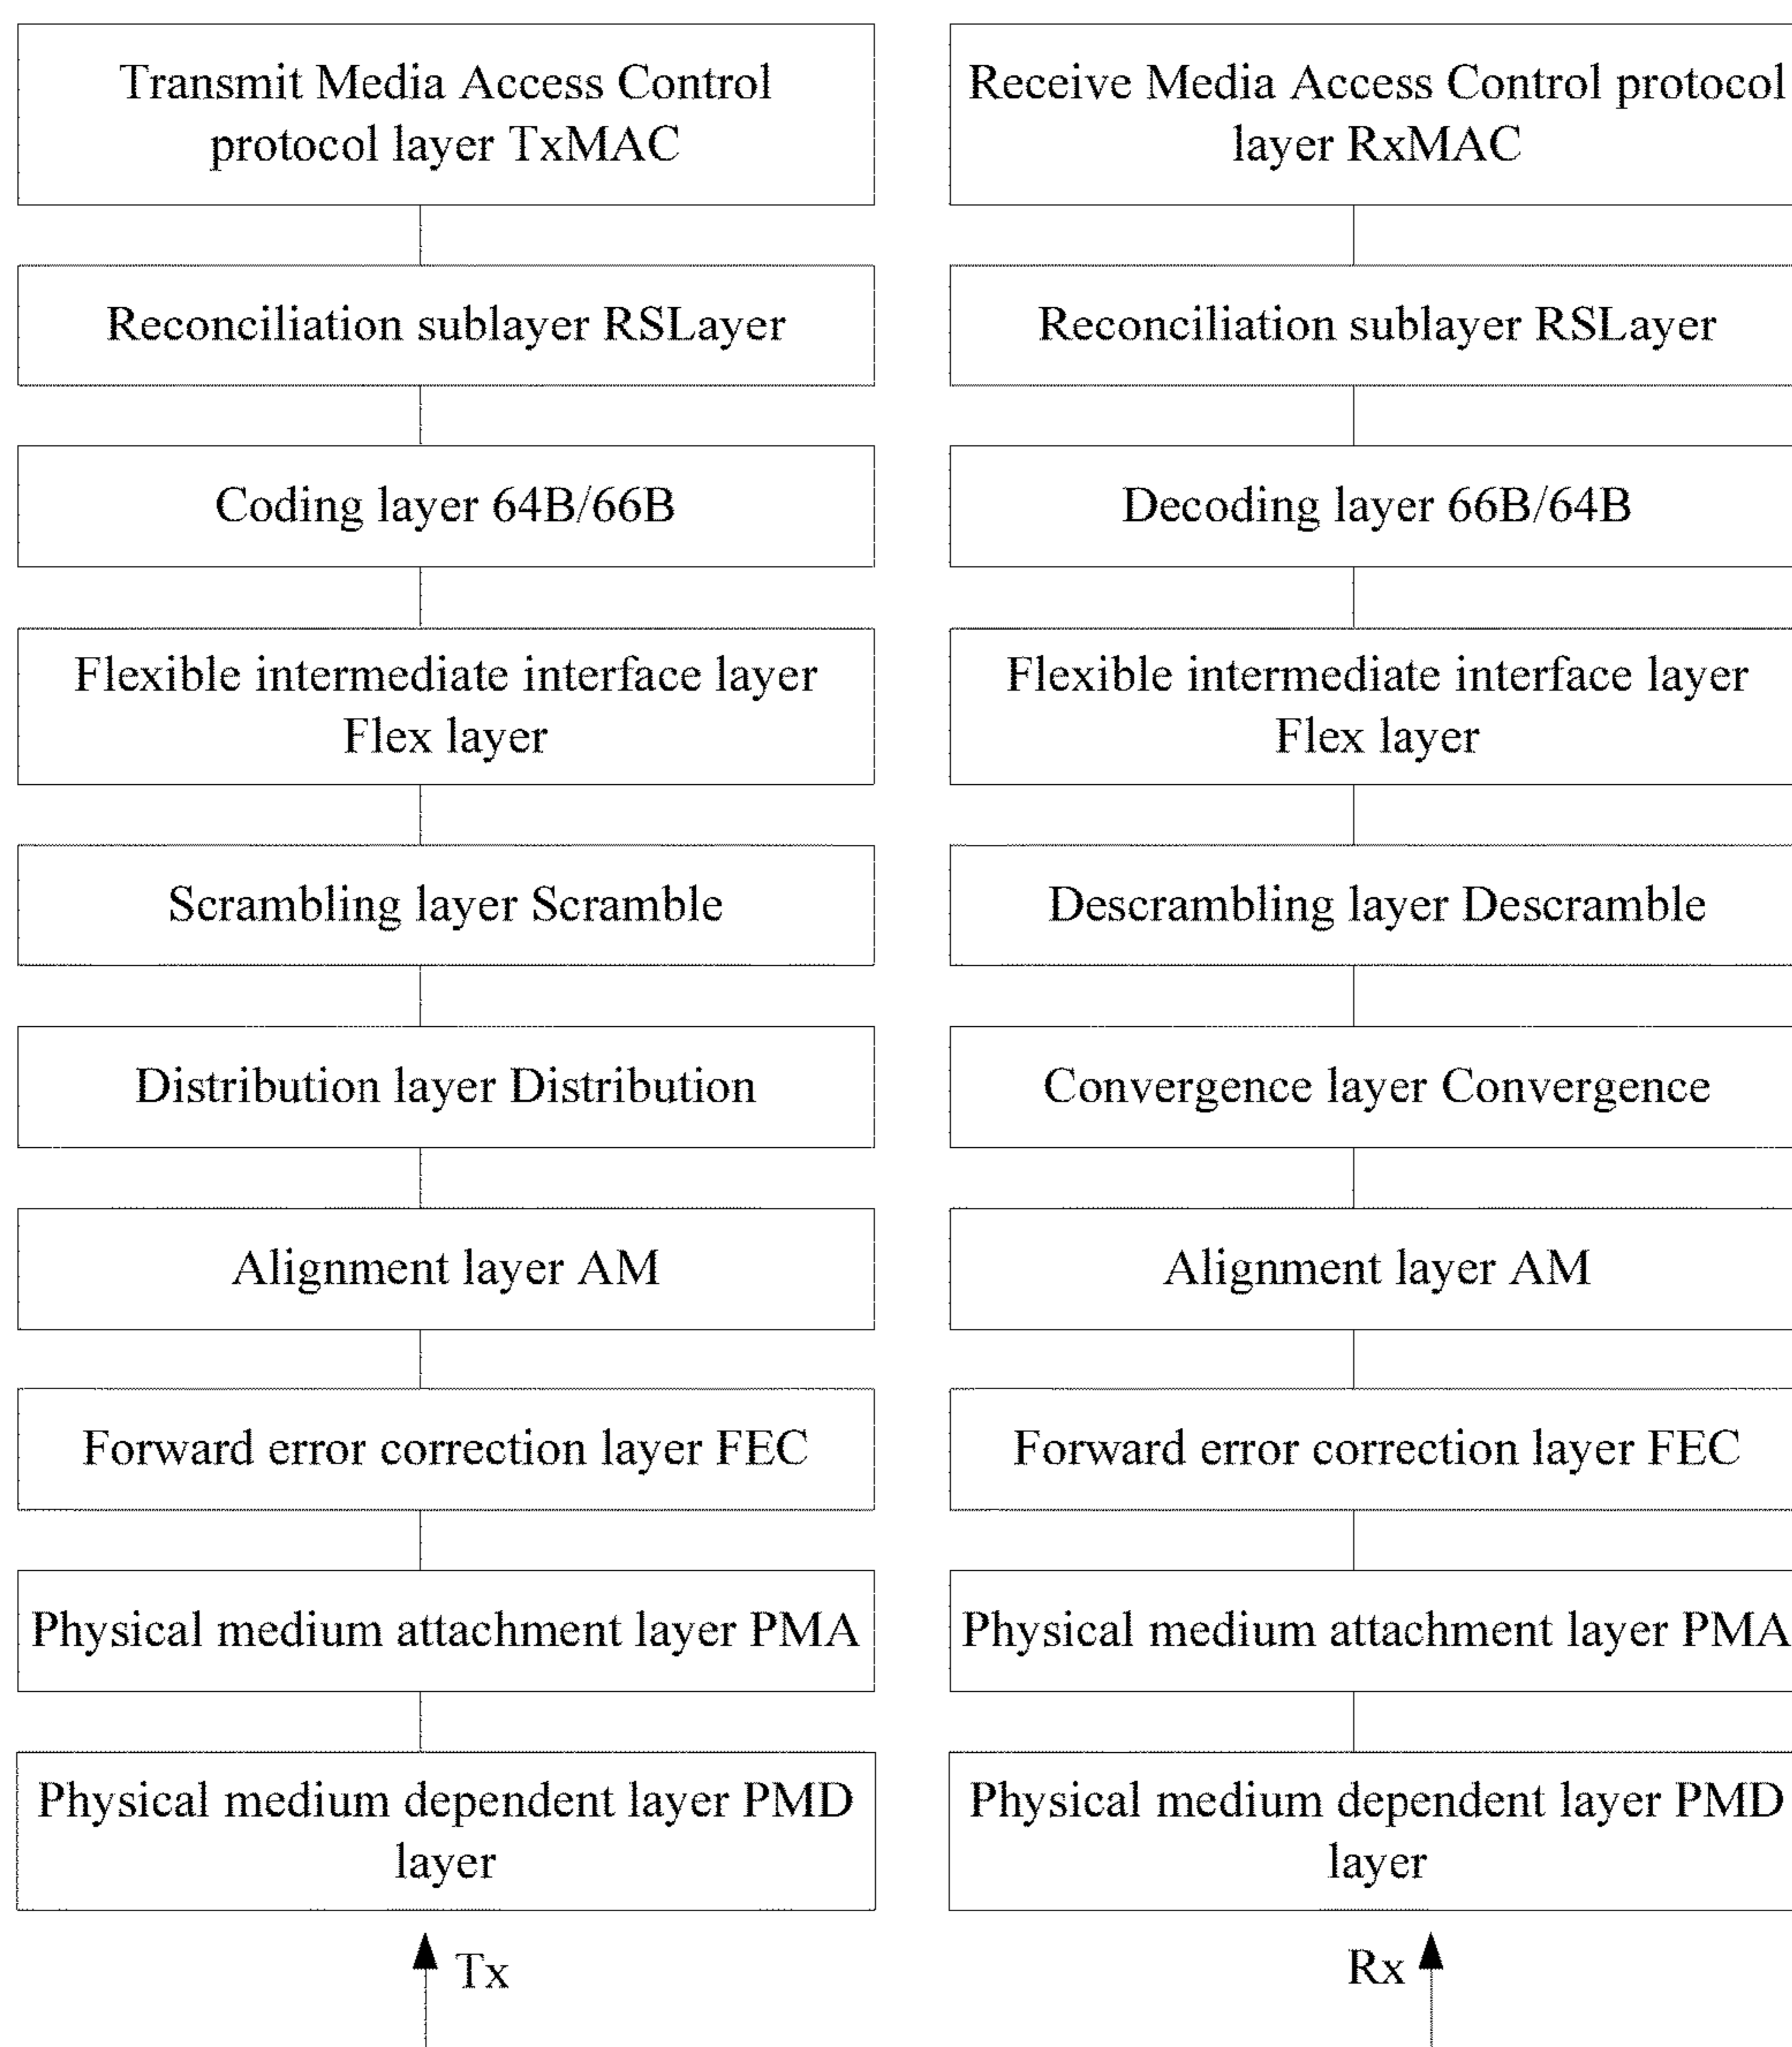 Transmit Media Access Control
protocol layer TxMAC
Reconciliation sublayer RSLayer
Coding layer 64B/66B
Flexible intermediate interface layer
Flex layer
Scrambling layer Scramble
Distribution layer Distribution
Alignment layer AM
Forward error correction layer FEC
Physical medium attachment layer PMA
Physical medium dependent layer PMD
layer
Tx
Receive Media Access Control protocol
layer RxMAC
Reconciliation sublayer RSLayer
Decoding layer 66B/64B
Flexible intermediate interface layer
Flex layer
Descrambling layer Descramble
Convergence layer Convergence
Alignment layer AM
Forward error correction layer FEC
Physical medium attachment layer PMA
Physical medium dependent layer PMD
layer
Rx